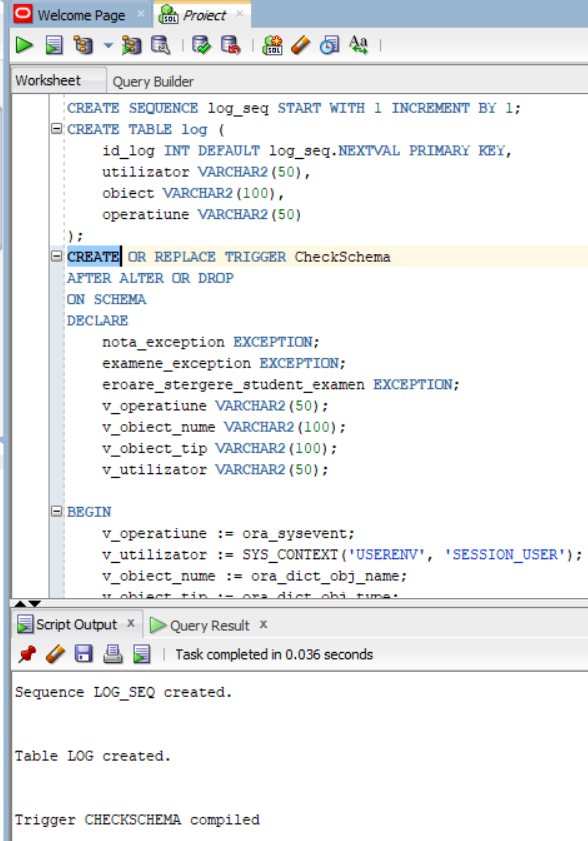 Welcome Page
Proiect
Worksheet Query Builder
CREATE SEQUENCE log_seq START WITH 1 INCREMENT BY 1;
CREATE TABLE log (
id_log INT DEFAULT log_seq.NEXTVAL PRIMARY KEY,
utilizator VARCHAR2(50),
obiect VARCHAR2(100),
operatiune VARCHAR2(50)
);
CREATE OR REPLACE TRIGGER CheckSchema
AFTER ALTER OR DROP
ON SCHEMA
DECLARE
nota_exception EXCEPTION;
examene_exception EXCEPTION;
eroare_stergere_student_examen EXCEPTION;
v_operatiune VARCHAR2(50);
v_obiect_nume VARCHAR2(100);
v_obiect_tip VARCHAR2(100);
v_utilizator VARCHAR2(50);
BEGIN
v_operatiune := ora_sysevent;
v_utilizator := SYS_CONTEXT('USERENV', 'SESSION_USER');
v_obiect_nume := ora_dict_obj_name;
v_obiect_tip := ora_dict_obj_type;
Script Output x Query Result x
Task completed in 0.036 seconds
Sequence LOG_SEQ created.
Table LOG created.
Trigger CHECKSCHEMA compiled